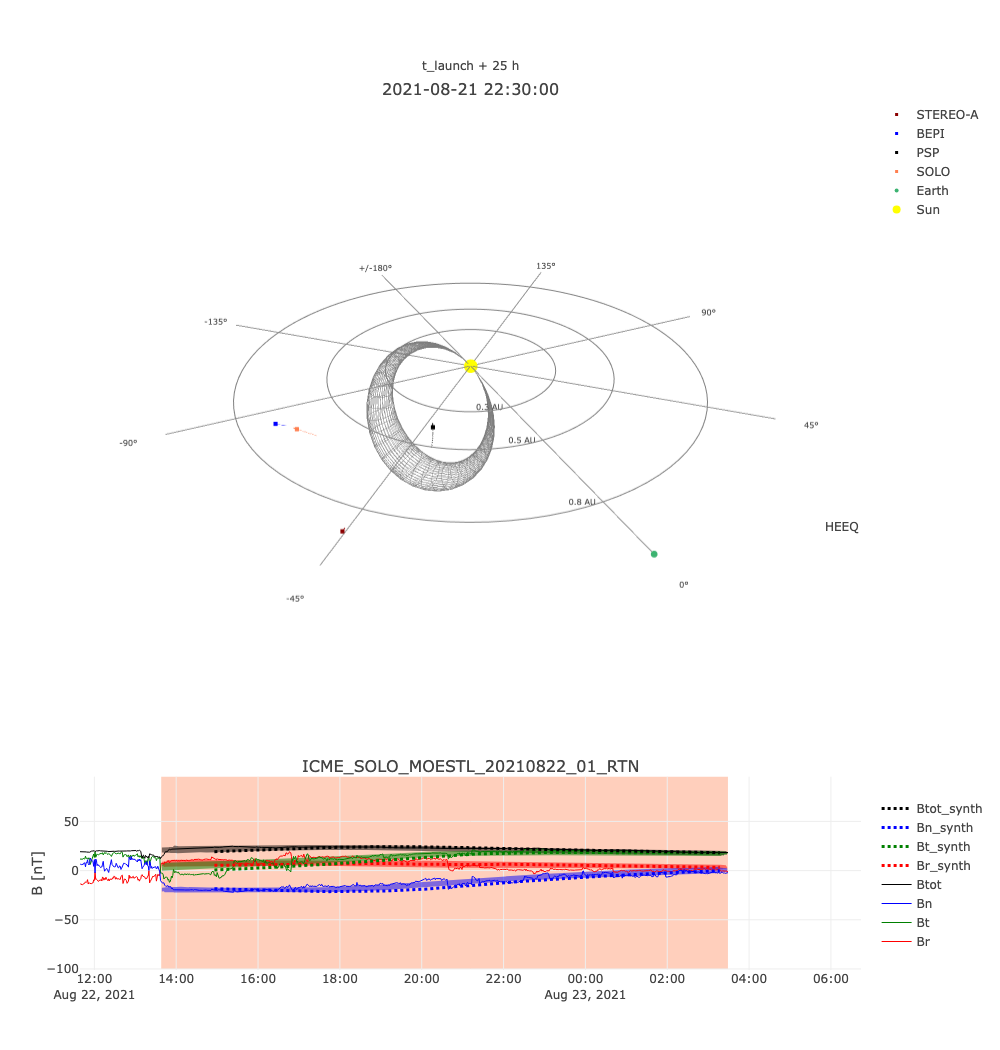 t_launch + 25 h
2021-08-21 22:30:00
STEREO-A
BEPI
PSP
SOLO
Earth
Sun
+/-180°
135°
-135°
90°
0.3 AU
45°
-90°
0.5 AU
0.8 AU
HEEQ
0°
-45°
ICME_SOLO_MOESTL_20210822_01_RTN
B [nT]
50
0
−50
−100
12:00
14:00
16:00
18:00
20:00
22:00
00:00
02:00
04:00
06:00
Aug 22, 2021
Aug 23, 2021
Btot_synth
Bn_synth
Bt_synth
Br_synth
Btot
Bn
Bt
Br